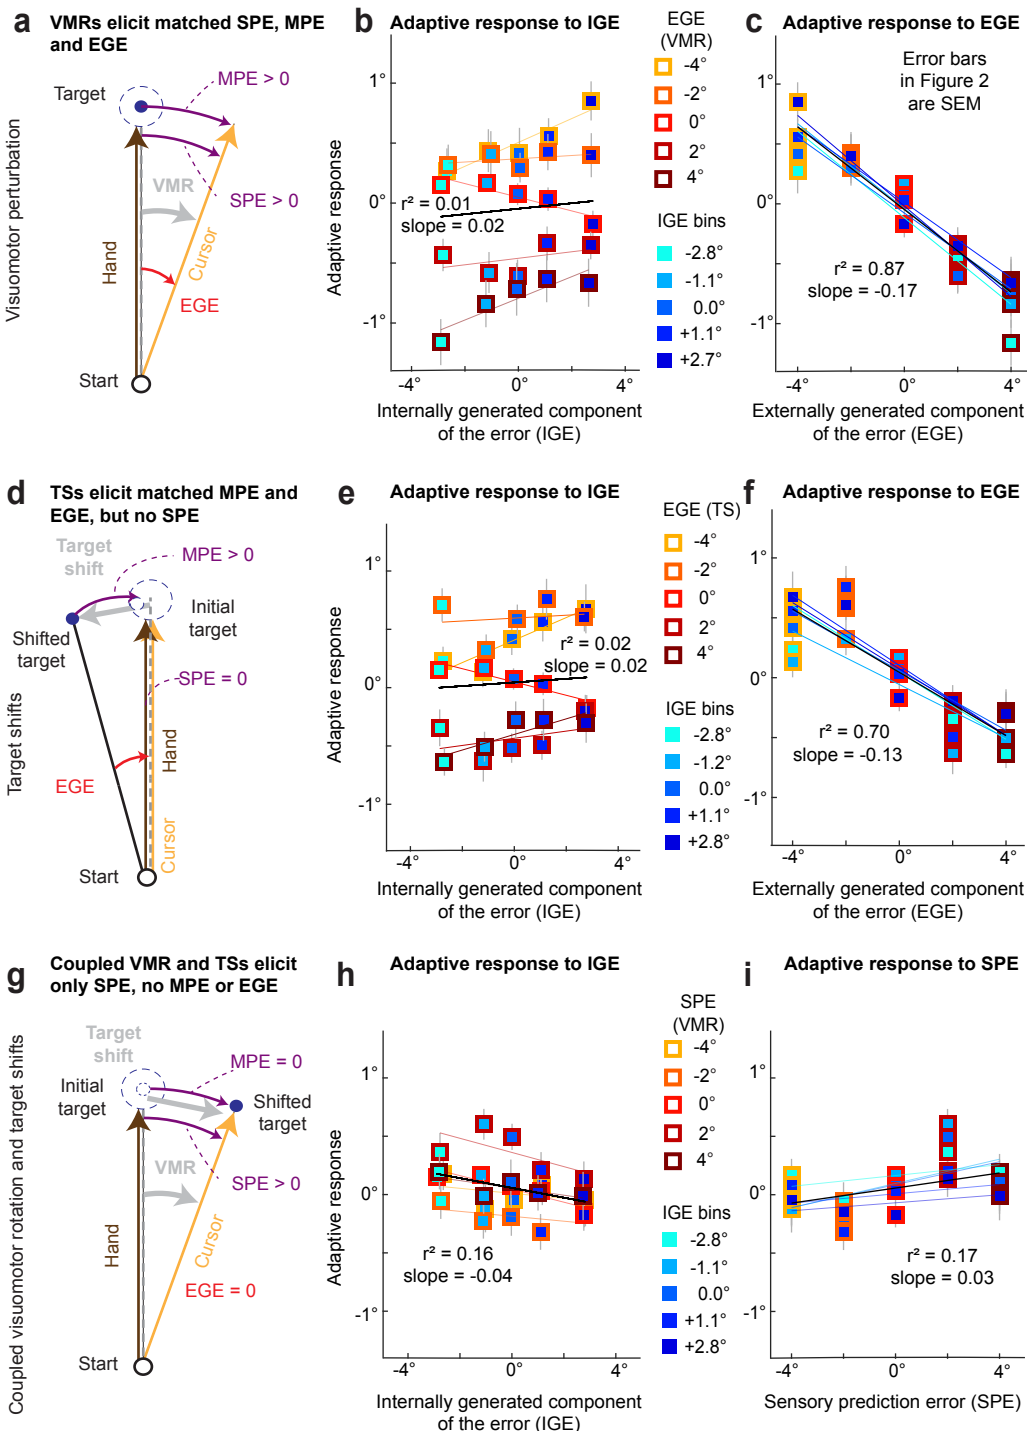 a
VMRs elicit matched SPE, MPE
and EGE
Visuomotor perturbation
Target
MPE > 0
SPE > 0
VMR
Hand
Cursor
EGE
Start
b
Adaptive response to IGE
Adaptive response
1°
0°
-1°
r² = 0.01
slope = 0.02
-4°
0°
4°
Internally generated component
of the error (IGE)
EGE
(VMR)
-4°
-2°
0°
2°
4°
IGE bins
-2.8°
-1.1°
0.0°
+1.1°
+2.7°
c
Adaptive response to EGE
Error bars
in Figure 2
are SEM
1°
0°
-1°
r² = 0.87
slope = -0.17
-4°
0°
4°
Externally generated component
of the error (EGE)
d
TSs elicit matched MPE and
EGE, but no SPE
Target shifts
Target
shift
MPE > 0
Initial
target
Shifted
target
SPE = 0
Hand
EGE
Cursor
Start
e
Adaptive response to IGE
Adaptive response
1°
0°
-1°
r² = 0.02
slope = 0.02
-4°
0°
4°
Internally generated component
of the error (IGE)
EGE (TS)
-4°
-2°
0°
2°
4°
IGE bins
-2.8°
-1.2°
0.0°
+1.1°
+2.8°
f
Adaptive response to EGE
1°
0°
-1°
r² = 0.70
slope = -0.13
-4°
0°
4°
Externally generated component
of the error (EGE)
g
Coupled VMR and TSs elicit
only SPE, no MPE or EGE
Coupled visuomotor rotation and target shifts
Target
shift
MPE = 0
Initial
target
Shifted
target
VMR
SPE > 0
Hand
Cursor
EGE = 0
Start
h
Adaptive response to IGE
Adaptive response
1°
0°
-1°
r² = 0.16
slope = -0.04
-4°
0°
4°
Internally generated component
of the error (IGE)
SPE
(VMR)
-4°
-2°
0°
2°
4°
IGE bins
-2.8°
-1.1°
0.0°
+1.1°
+2.8°
i
Adaptive response to SPE
1°
0°
-1°
r² = 0.17
slope = 0.03
-4°
0°
4°
Sensory prediction error (SPE)